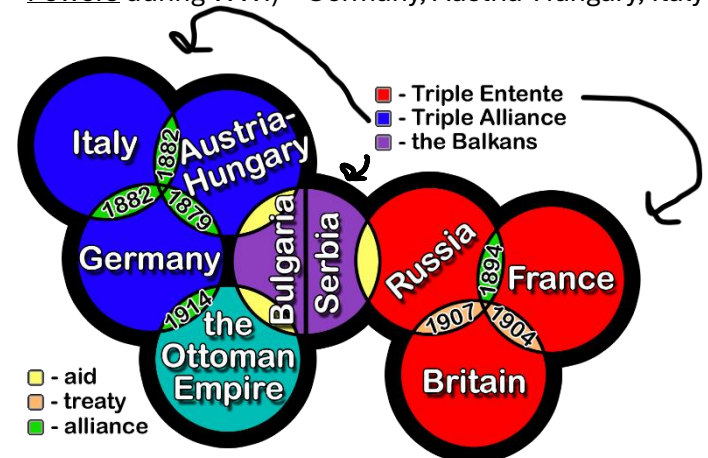 Powers during WWI) - Germany, Austria-Hungary, Italy
- Triple Entente
- Triple Alliance
- the Balkans
Italy
1882
Austria-
Hungary
1882
1879
Germany
Bulgaria
Serbia
Russia
1894
France
1914
the
Ottoman
Empire
1907
1904
Britain
- aid
- treaty
- alliance